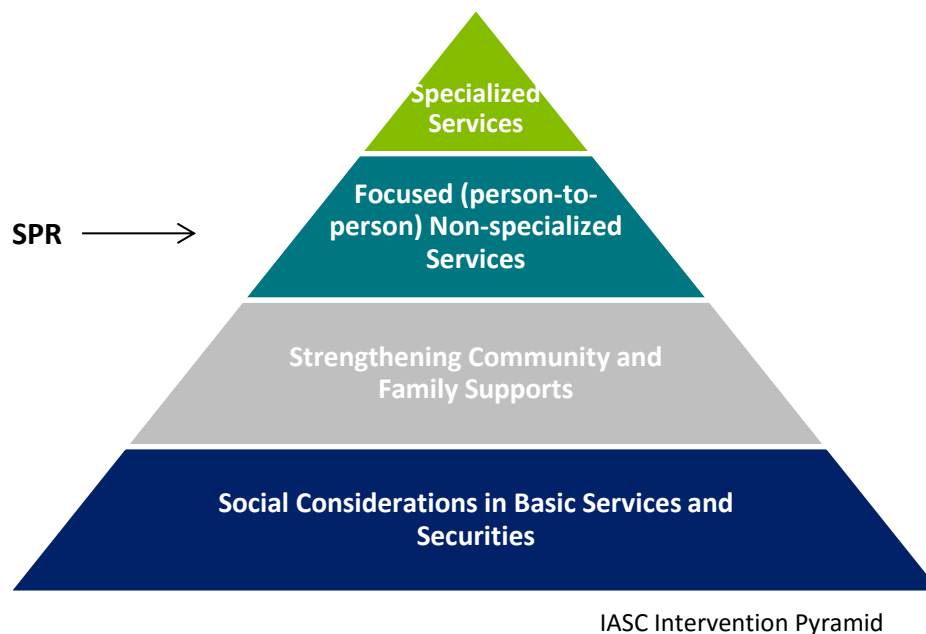 Specialized
Services
Focused (person-to-
person) Non-specialized
Services
SPR
Strengthening Community and
Family Supports
Social Considerations in Basic Services and
Securities
IASC Intervention Pyramid